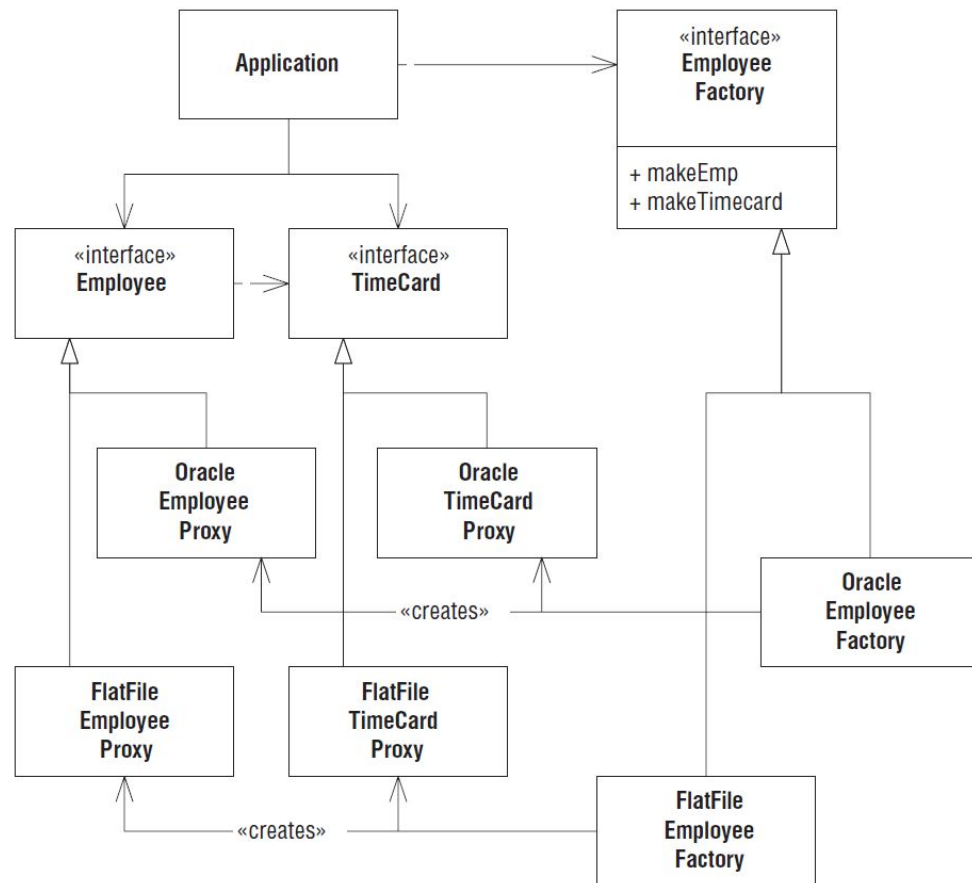 Application
«interface»
Employee
Factory
+ makeEmp
+ makeTimecard
«interface»
Employee
«interface»
TimeCard
Oracle
Employee
Proxy
Oracle
TimeCard
Proxy
Oracle
Employee
Factory
«creates»
FlatFile
Employee
Proxy
FlatFile
TimeCard
Proxy
FlatFile
Employee
Factory
«creates»